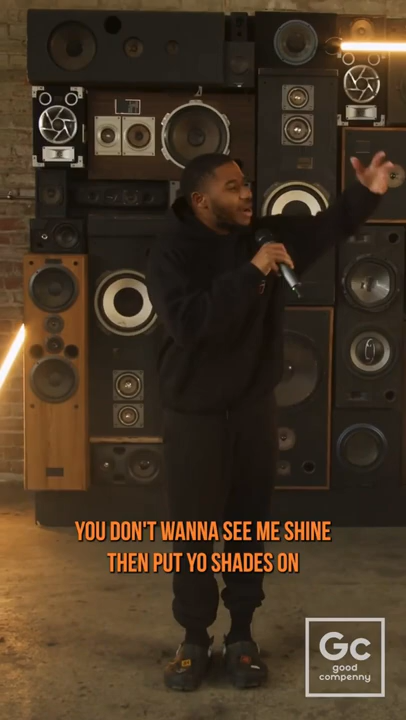 YOU DON'T WANNA SEE ME SHINE
THEN PUT YO SHADES ON
Gc
good
compenny